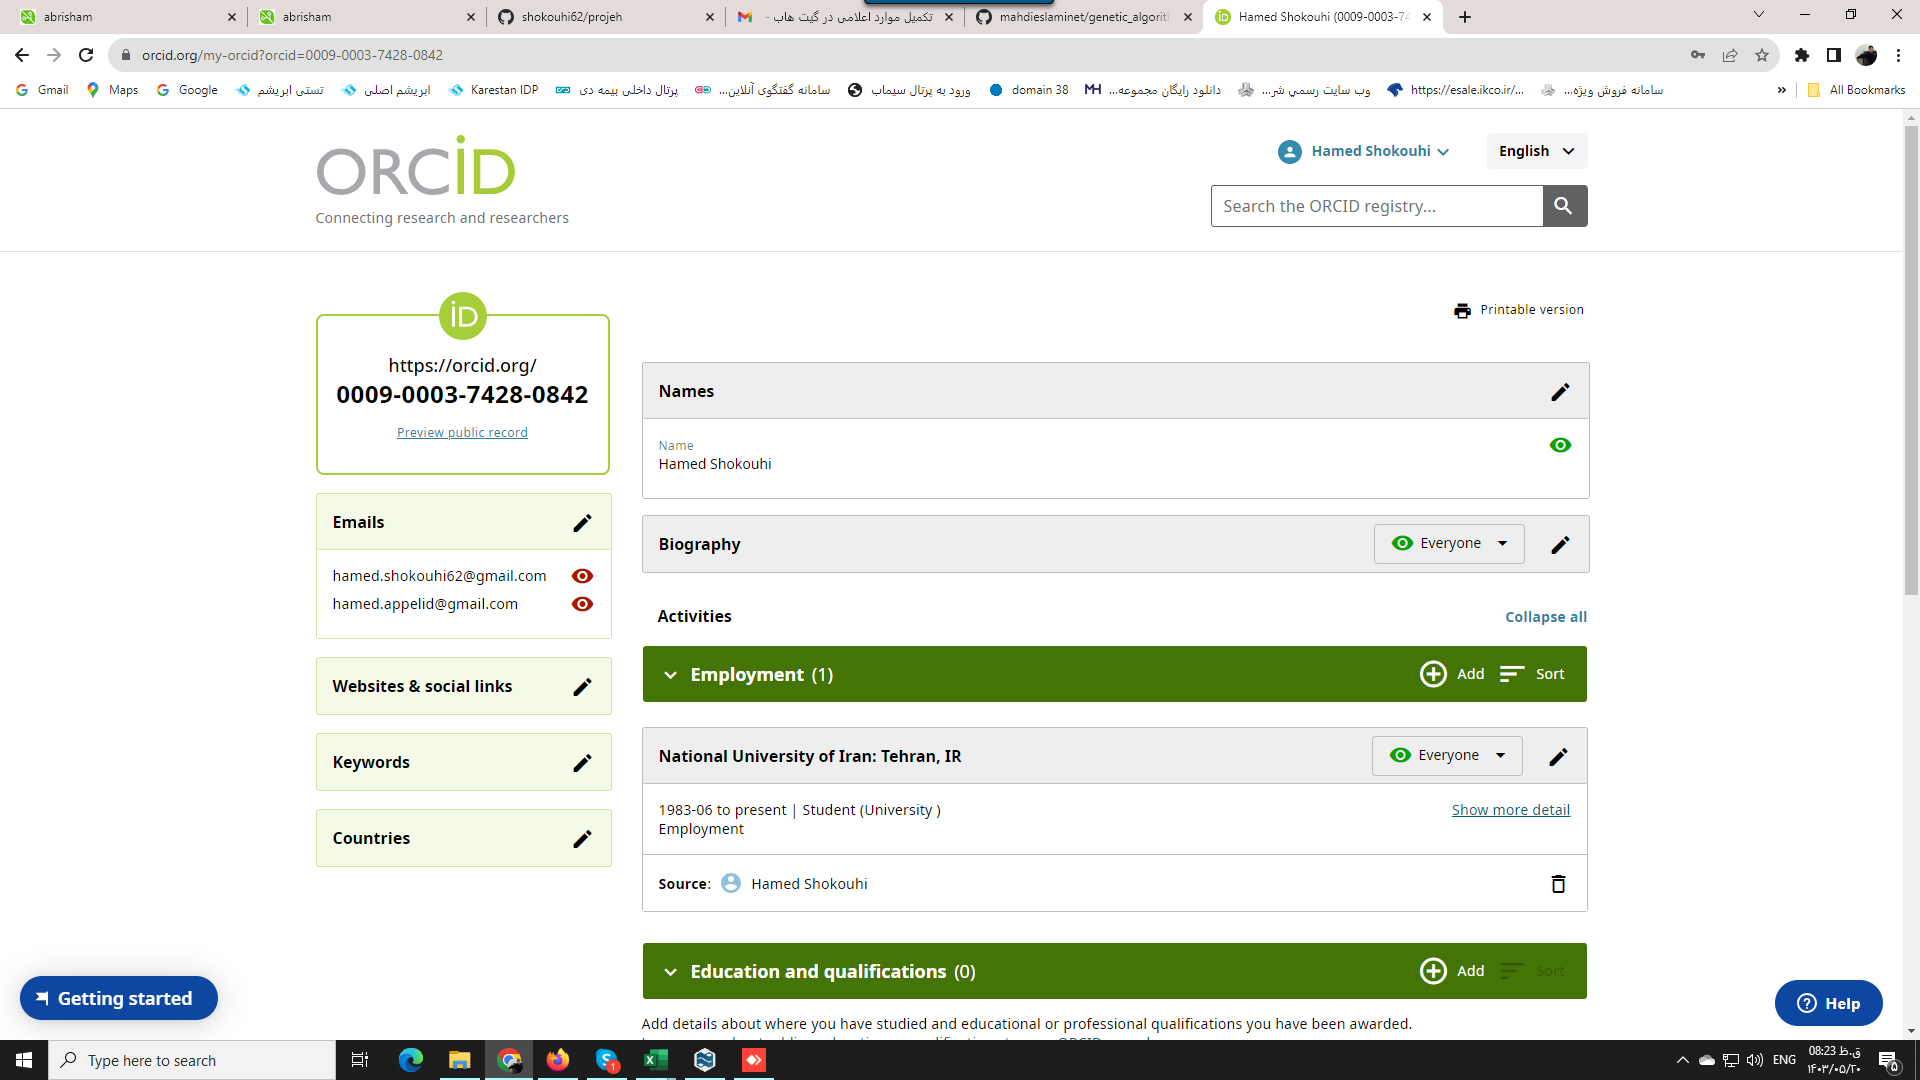 abrisham
abrisham
shokouhi62/projeh
تکمیل موارد اعلامی در گیت هاب -
mahdieslaminet/genetic_algorith
Hamed Shokouhi (0009-0003-74
orcid.org/my-orcid?orcid=0009-0003-7428-0842
Gmail
Maps
Google
تستی ابریشم
ابریشم اصلی
Karestan IDP
پرتال داخلی بیمه دی
سامانه گفتگوی آنلاین...
ورود به پرتال سیماب
domain 38
دانلود رایگان مجموعه...
وب سايت رسمي شر...
https://esale.ikco.ir/...
سامانه فروش ویژه...
»
All Bookmarks
ORCID
Connecting research and researchers
Hamed Shokouhi
English
Search the ORCID registry...
Printable version
iD
https://orcid.org/
0009-0003-7428-0842
Preview public record
Emails
hamed.shokouhi62@gmail.com
hamed.appelid@gmail.com
Websites & social links
Keywords
Countries
Names
Name
Hamed Shokouhi
Biography
Everyone
Activities
Collapse all
Employment (1)
Add
Sort
National University of Iran: Tehran, IR
Everyone
1983-06 to present | Student (University )
Show more detail
Employment
Source: Hamed Shokouhi
Education and qualifications (0)
Add
Sort
Add details about where you have studied and educational or professional qualifications you have been awarded.
Getting started
Help
Type here to search
1
ENG
08:23 ق.ظ
۱۴۰۳/۰۵/۲۰
۵